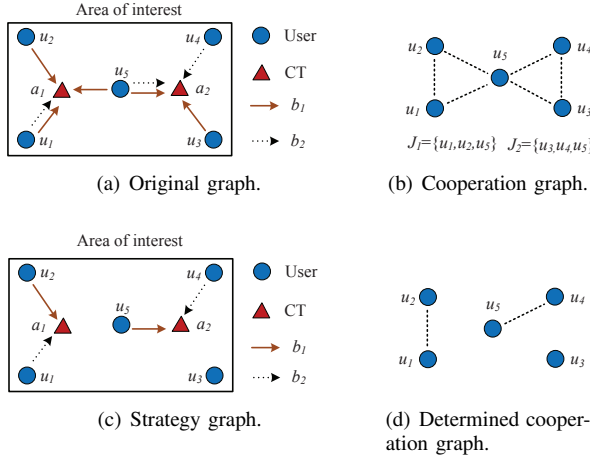 Area of interest
u2
u4
User
a1
u5
a2
CT
b1
u1
u3
b2
(a) Original graph.
u2
u5
u4
u1
u3
J1={u1,u2,u5} J2={u3,u4,u5}
(b) Cooperation graph.
Area of interest
u2
u4
User
a1
u5
a2
CT
b1
u1
u3
b2
(c) Strategy graph.
u2
u5
u4
u1
u3
(d) Determined cooper-
ation graph.